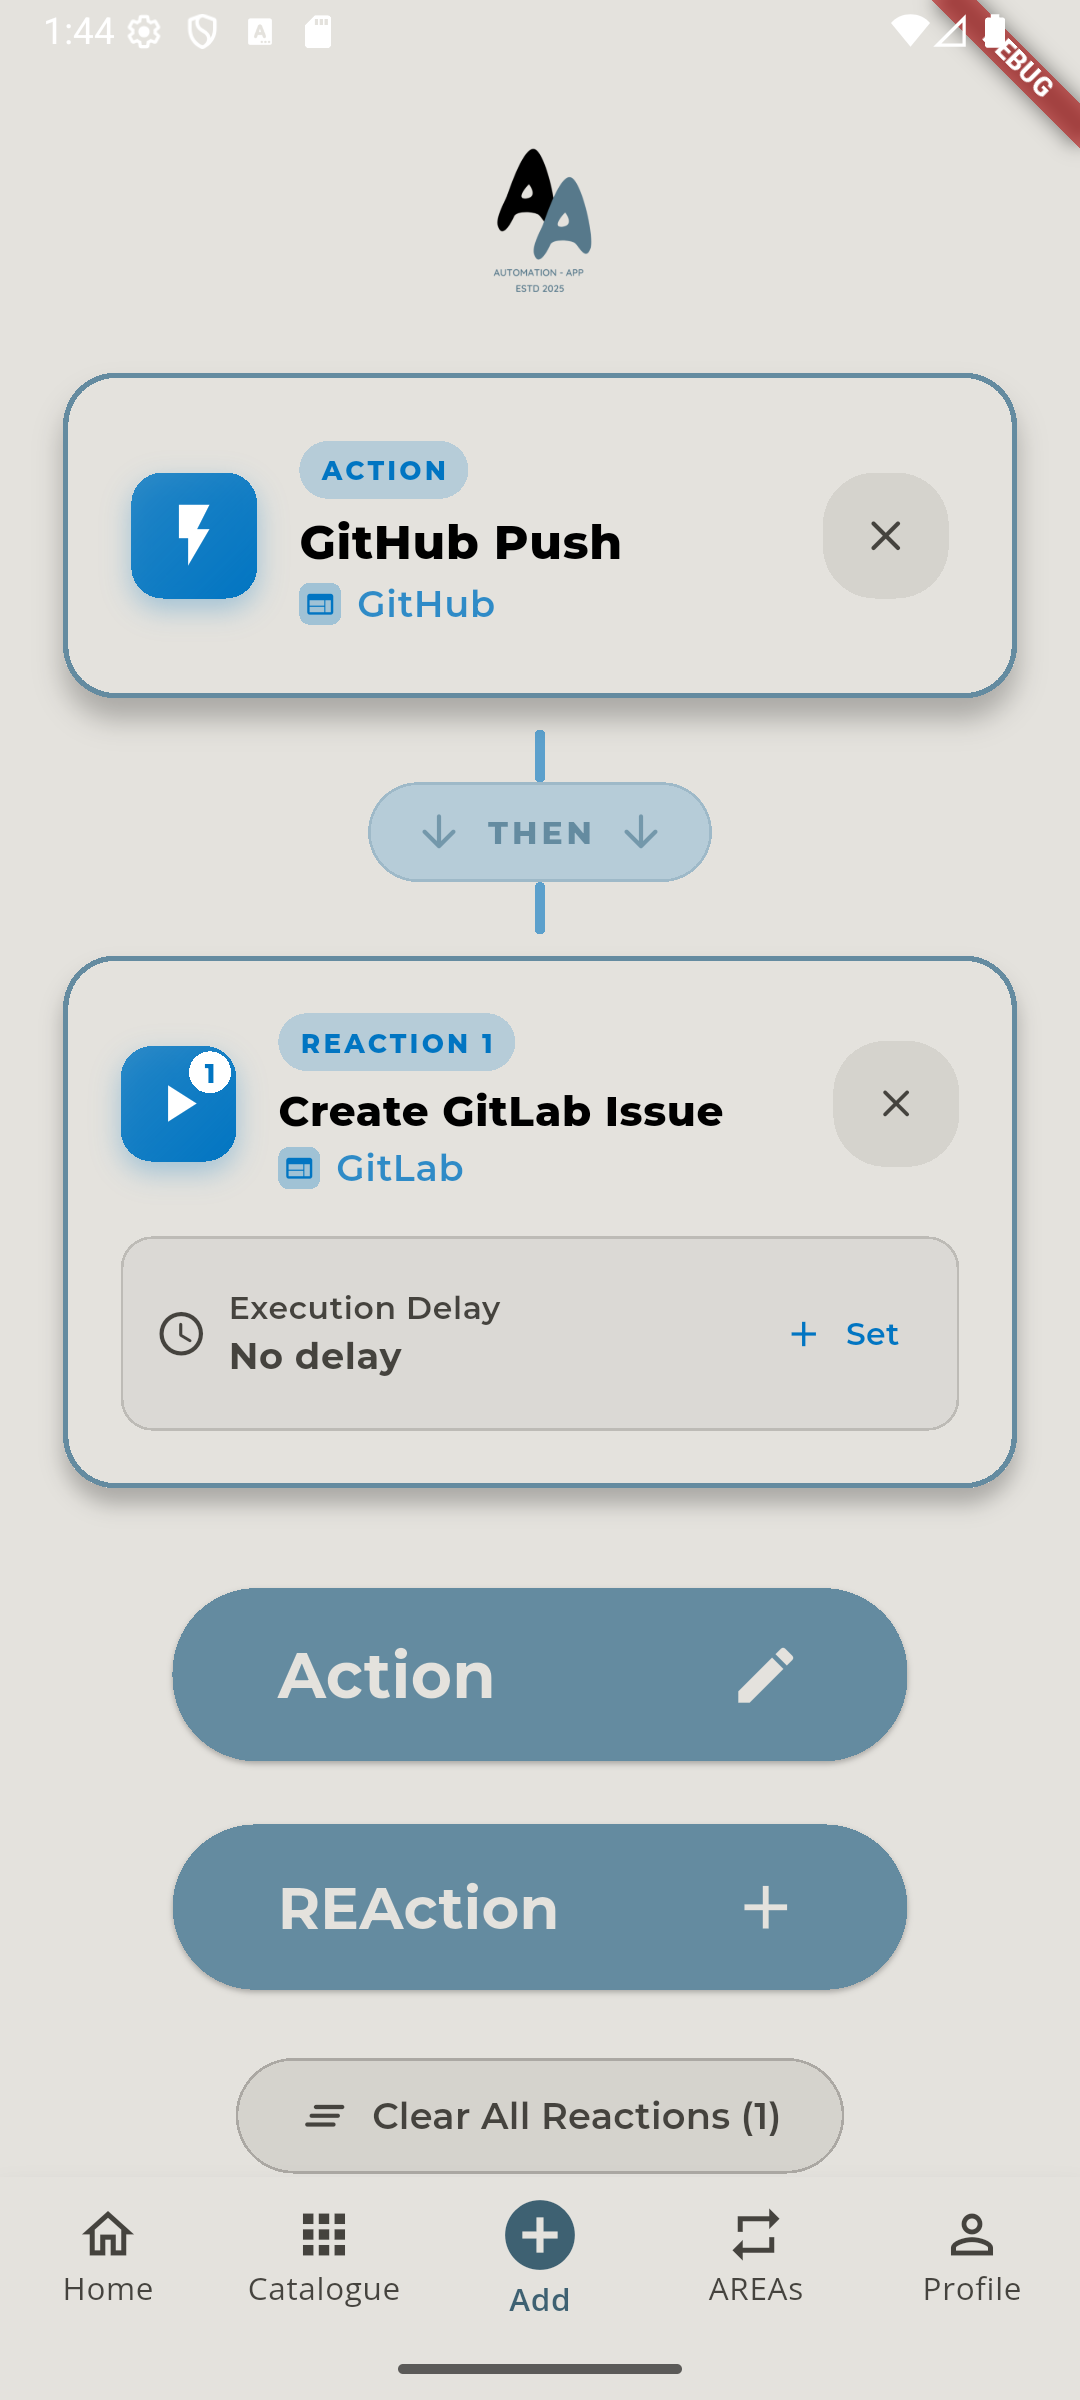 1:44
DEBUG
AUTOMATION - APP
ESTD 2025
ACTION
GitHub Push
GitHub
THEN
1
REACTION 1
Create GitLab Issue
GitLab
Execution Delay
No delay
Set
Action
REAction
Clear All Reactions (1)
Home
Catalogue
Add
AREAs
Profile